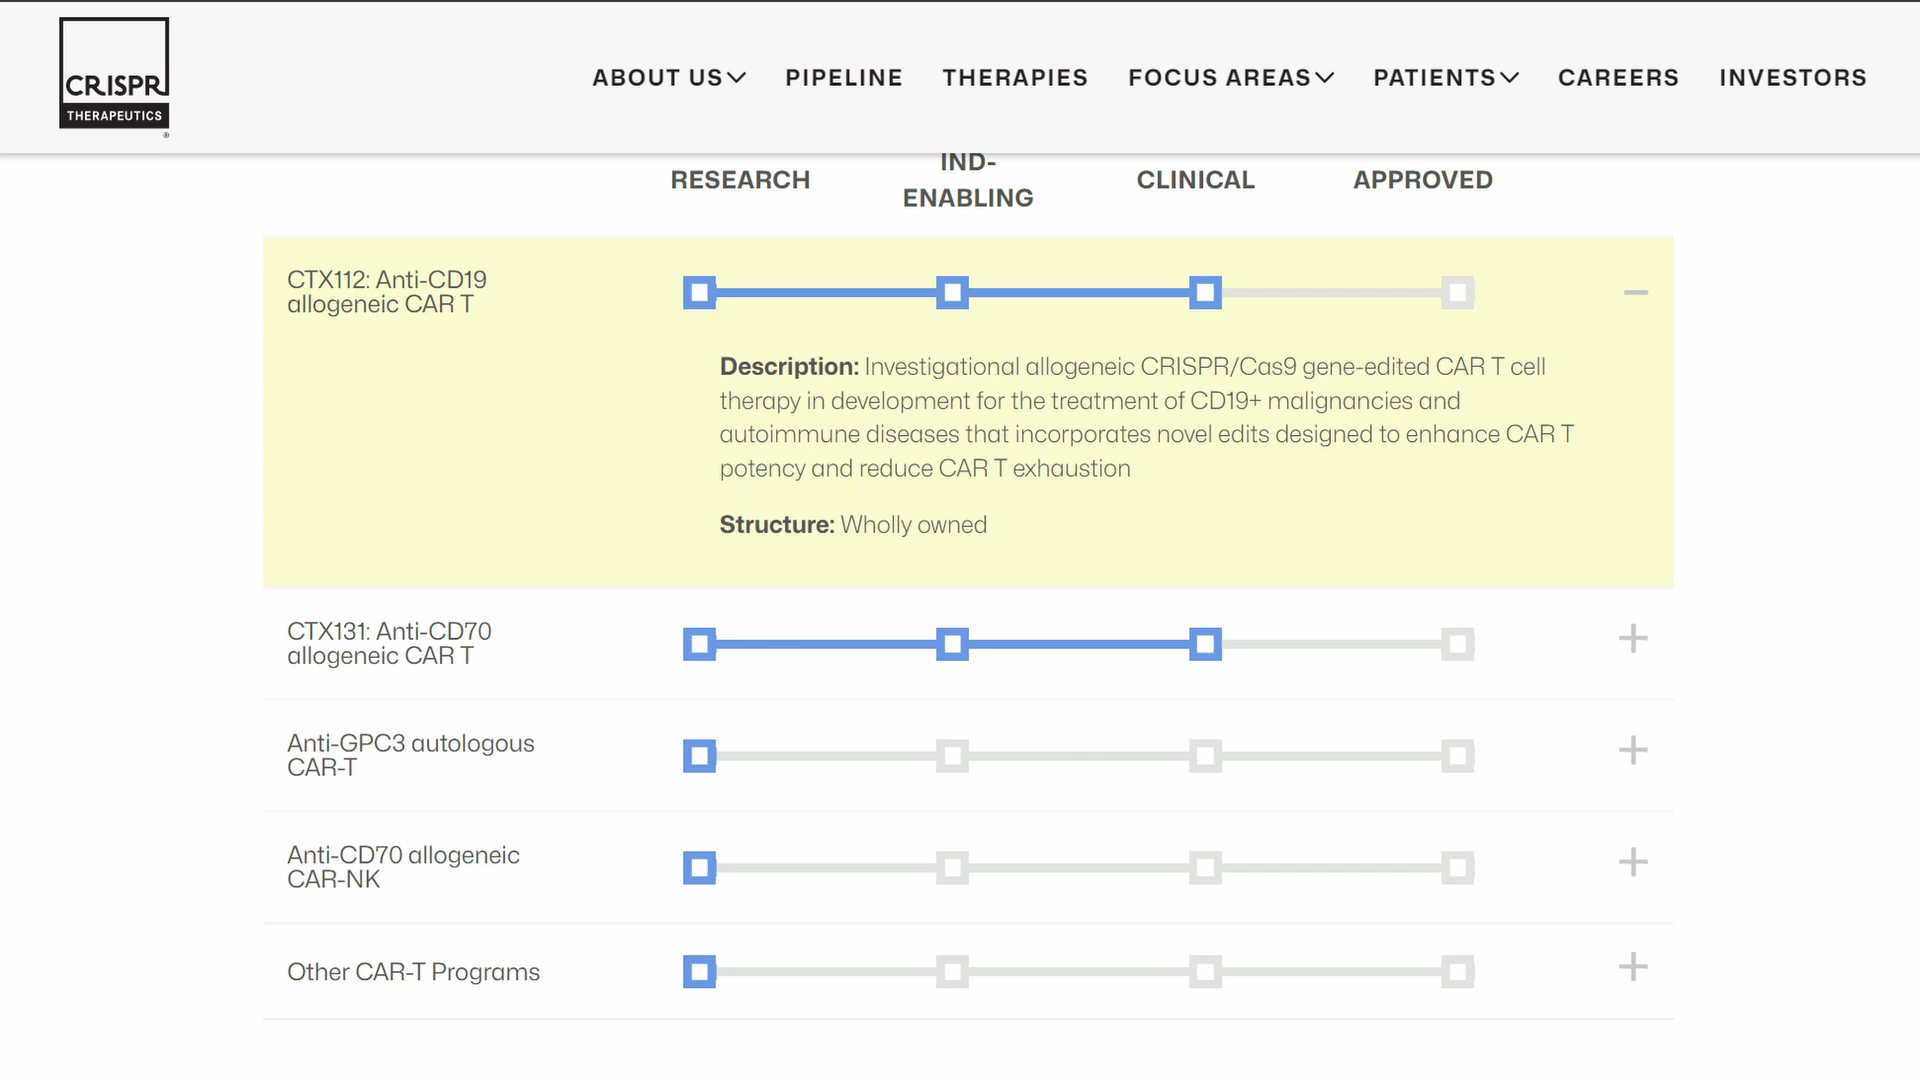 CRISPR
THERAPEUTICS
®
ABOUT US PIPELINE THERAPIES FOCUS AREAS PATIENTS CAREERS INVESTORS
RESEARCH
IND-
ENABLING
CLINICAL
APPROVED
CTX112: Anti-CD19
allogeneic CAR T
Description: Investigational allogeneic CRISPR/Cas9 gene-edited CAR T cell
therapy in development for the treatment of CD19+ malignancies and
autoimmune diseases that incorporates novel edits designed to enhance CAR T
potency and reduce CAR T exhaustion
Structure: Wholly owned
CTX131: Anti-CD70
allogeneic CAR T
Anti-GPC3 autologous
CAR-T
Anti-CD70 allogeneic
CAR-NK
Other CAR-T Programs